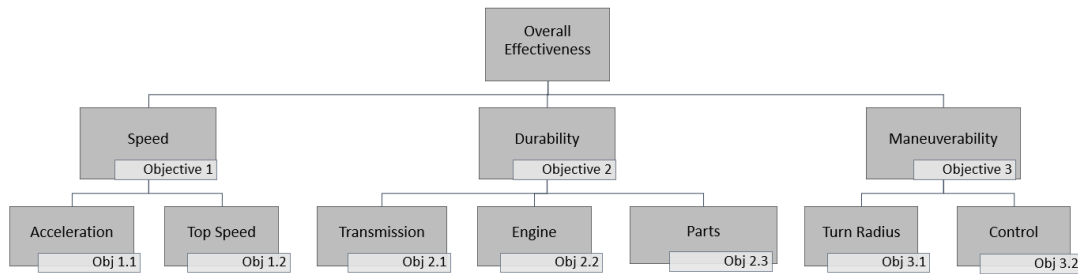 Overall
Effectiveness
Speed
Objective 1
Durability
Objective 2
Maneuverability
Objective 3
Acceleration
Obj 1.1
Top Speed
Obj 1.2
Transmission
Obj 2.1
Engine
Obj 2.2
Parts
Obj 2.3
Turn Radius
Obj 3.1
Control
Obj 3.2